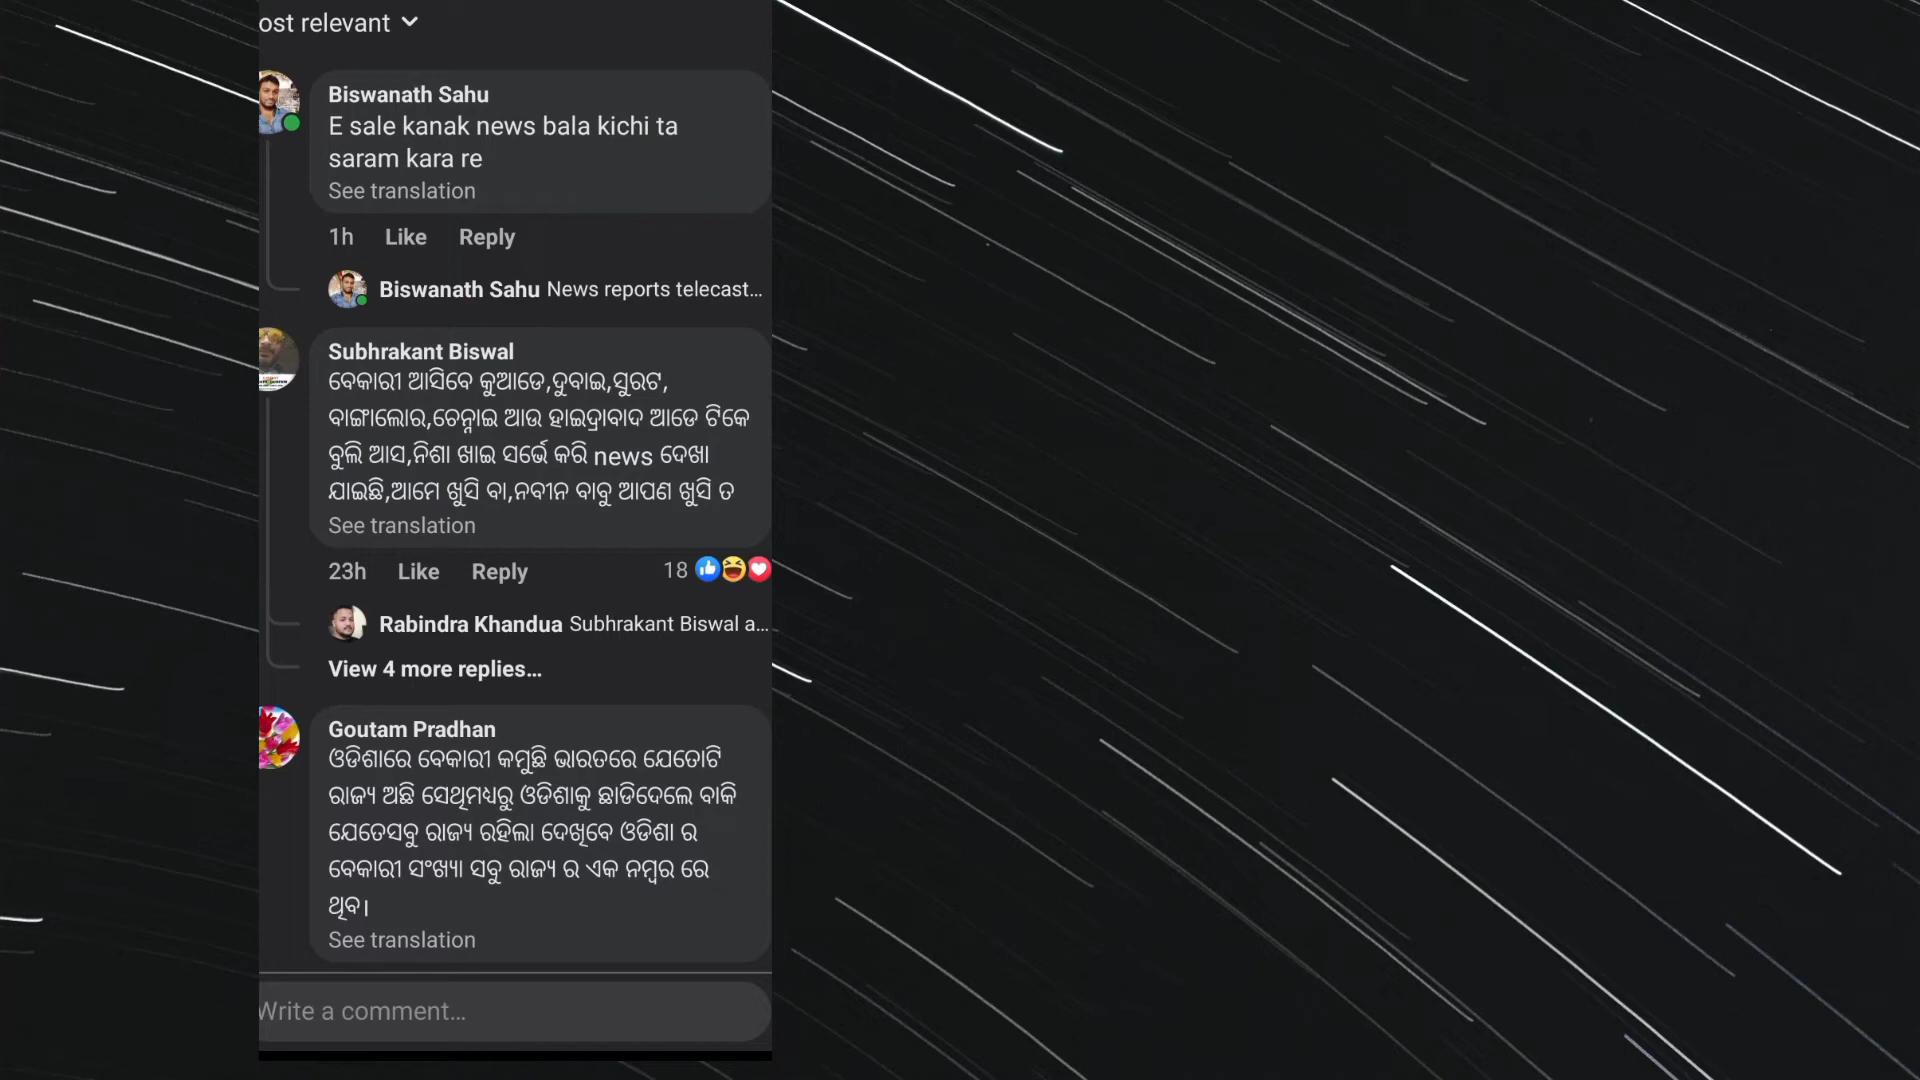 ost relevant
Biswanath Sahu
E sale kanak news bala kichi ta
saram kara re
See translation
1h Like Reply
Biswanath Sahu News reports telecast...
Subhrakant Biswal
ବେକାରୀ ଆସିବେ କୁଆଡେ,ଦୁବାଇ,ସୁରଟ,
ବାଙ୍ଗାଲୋର,ଚେନ୍ନାଇ ଆଉ ହାଇଦ୍ରାବାଦ ଆଡେ ଟିକେ
ବୁଲି ଆସ,ନିଶା ଖାଇ ସର୍ଭେ କରି news ଦେଖା
ଯାଇଛି,ଆମେ ଖୁସି ବା,ନବୀନ ବାବୁ ଆପଣ ଖୁସି ତ
See translation
23h Like Reply 18
Rabindra Khandua Subhrakant Biswal a...
View 4 more replies...
Goutam Pradhan
ଓଡିଶାରେ ବେକାରୀ କମୁଛି ଭାରତରେ ଯେତୋଟି
ରାଜ୍ୟ ଅଛି ସେଥିମଧ୍ଯରୁ ଓଡିଶାକୁ ଛାଡିଦେଲେ ବାକି
ଯେତେସବୁ ରାଜ୍ୟ ରହିଲା ଦେଖିବେ ଓଡିଶା ର
ବେକାରୀ ସଂଖ୍ୟା ସବୁ ରାଜ୍ୟ ର ଏକ ନମ୍ବର ରେ
ଥିବ।
See translation
Write a comment...